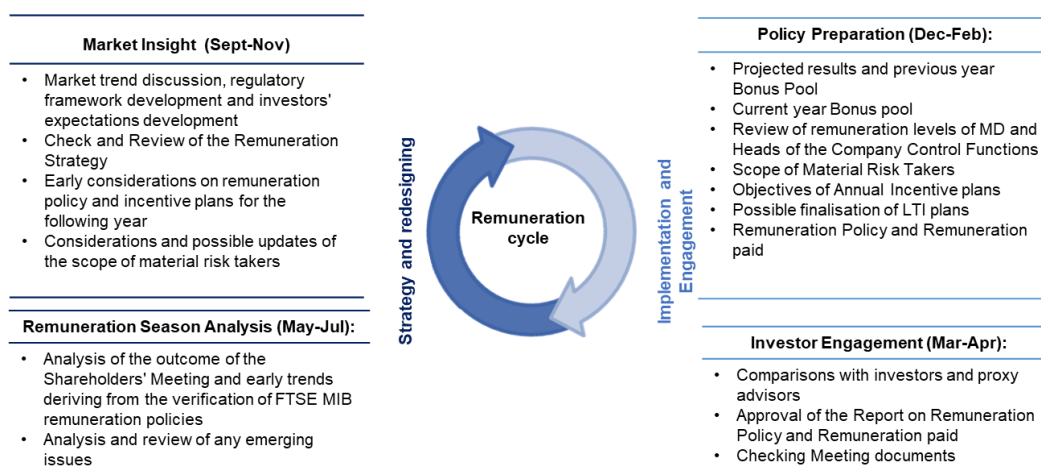 Market Insight (Sept-Nov)
• Market trend discussion, regulatory
framework development and investors'
expectations development
• Check and Review of the Remuneration
Strategy
• Early considerations on remuneration
policy and incentive plans for the
following year
• Considerations and possible updates of
the scope of material risk takers
Remuneration Season Analysis (May-Jul):
• Analysis of the outcome of the
Shareholders' Meeting and early trends
deriving from the verification of FTSE MIB
remuneration policies
• Analysis and review of any emerging
issues
Strategy and redesigning
Remuneration
cycle
Implementation and
Engagement
Policy Preparation (Dec-Feb):
• Projected results and previous year
Bonus Pool
• Current year Bonus pool
• Review of remuneration levels of MD and
Heads of the Company Control Functions
• Scope of Material Risk Takers
• Objectives of Annual Incentive plans
• Possible finalisation of LTI plans
• Remuneration Policy and Remuneration
paid
Investor Engagement (Mar-Apr):
• Comparisons with investors and proxy
advisors
• Approval of the Report on Remuneration
Policy and Remuneration paid
• Checking Meeting documents